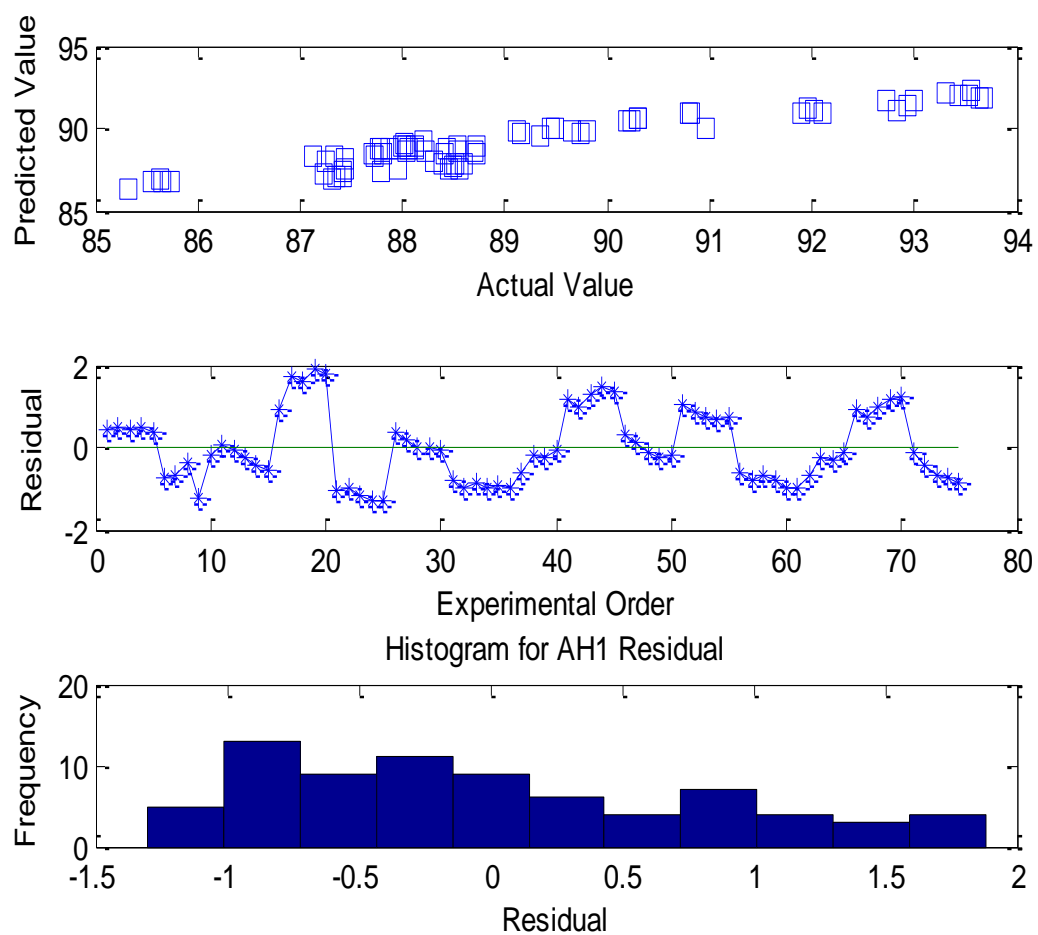 95
90
85
Predicted Value
85 86 87 88 89 90 91 92 93 94
Actual Value
2
0
-2
Residual
0 10 20 30 40 50 60 70 80
Experimental Order
Histogram for AH1 Residual
20
10
0
Frequency
-1.5 -1 -0.5 0 0.5 1 1.5 2
Residual